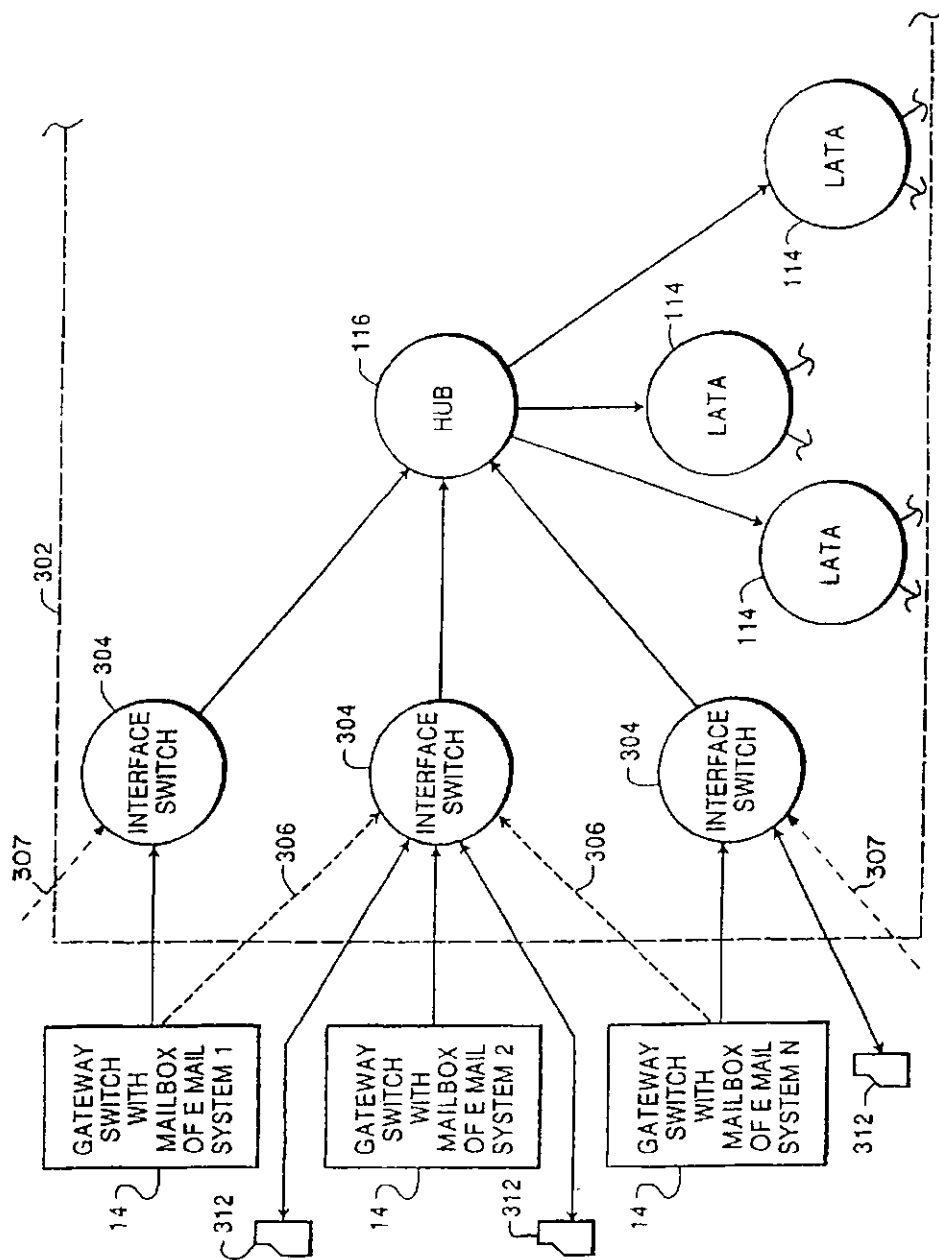 302
307
304
INTERFACE
SWITCH
306
304
INTERFACE
SWITCH
306
304
INTERFACE
SWITCH
307
116
HUB
114
LATA
114
LATA
114
LATA
GATEWAY
SWITCH
WITH
MAILBOX
OF E MAIL
SYSTEM 1
14
312
GATEWAY
SWITCH
WITH
MAILBOX
OF E MAIL
SYSTEM 2
14
312
GATEWAY
SWITCH
WITH
MAILBOX
OF E MAIL
SYSTEM N
14
312